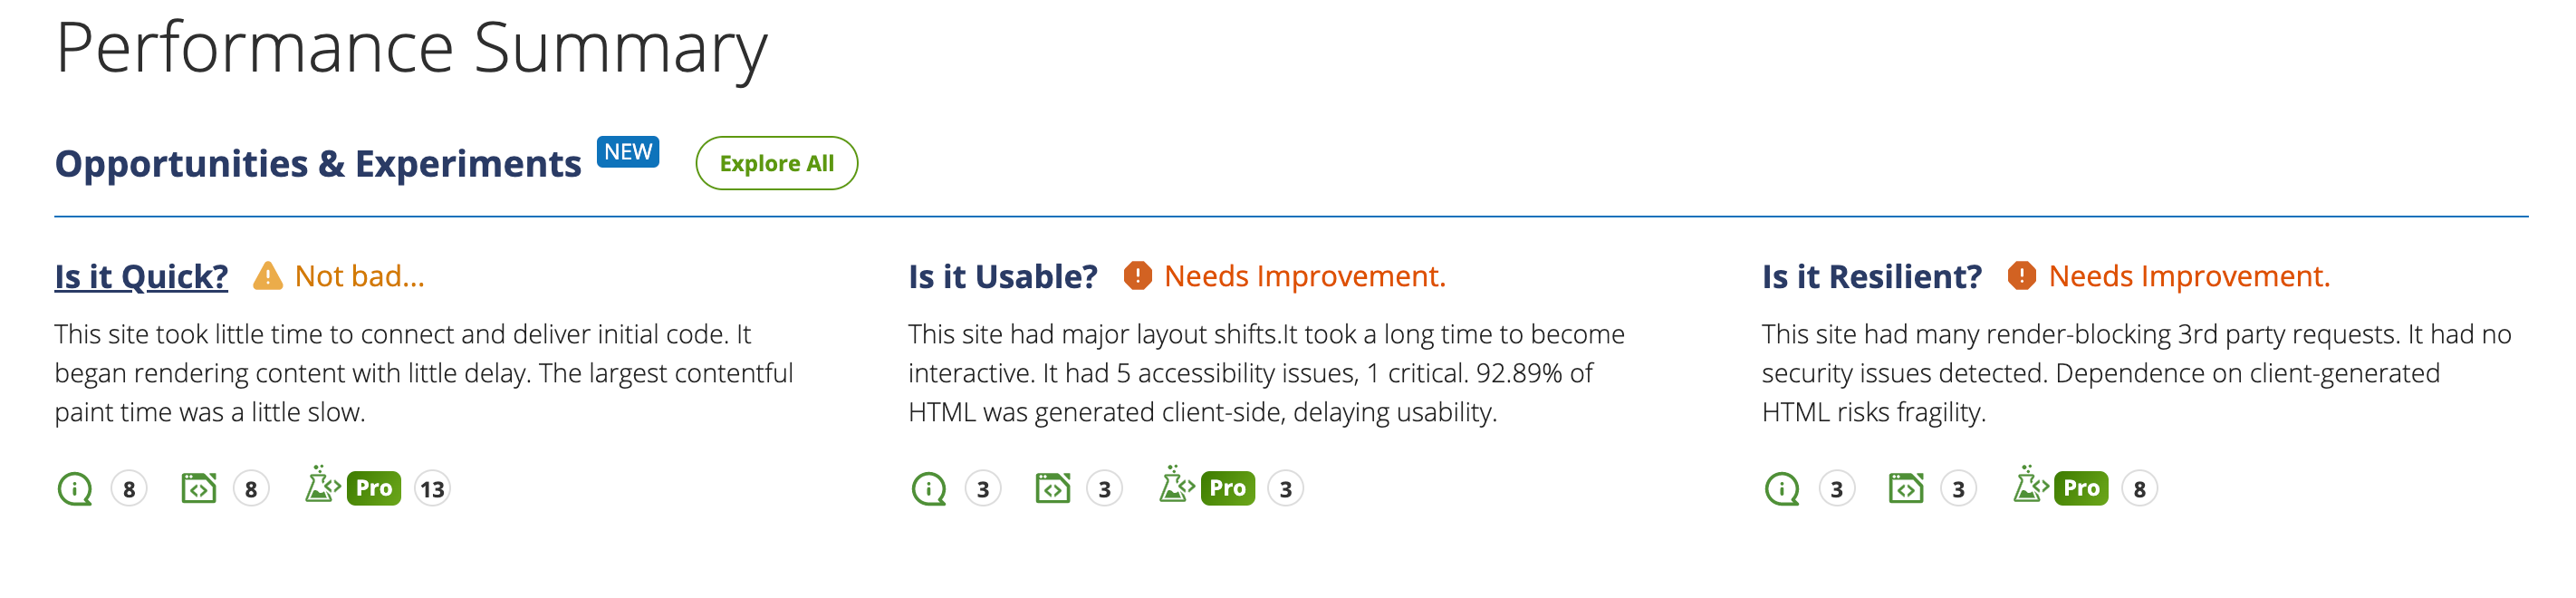 Performance Summary
Opportunities & Experiments NEW Explore All
Is it Quick? Not bad...
This site took little time to connect and deliver initial code. It
began rendering content with little delay. The largest contentful
paint time was a little slow.
8 8 Pro 13
Is it Usable? Needs Improvement.
This site had major layout shifts.It took a long time to become
interactive. It had 5 accessibility issues, 1 critical. 92.89% of
HTML was generated client-side, delaying usability.
3 3 Pro 3
Is it Resilient? Needs Improvement.
This site had many render-blocking 3rd party requests. It had no
security issues detected. Dependence on client-generated
HTML risks fragility.
3 3 Pro 8